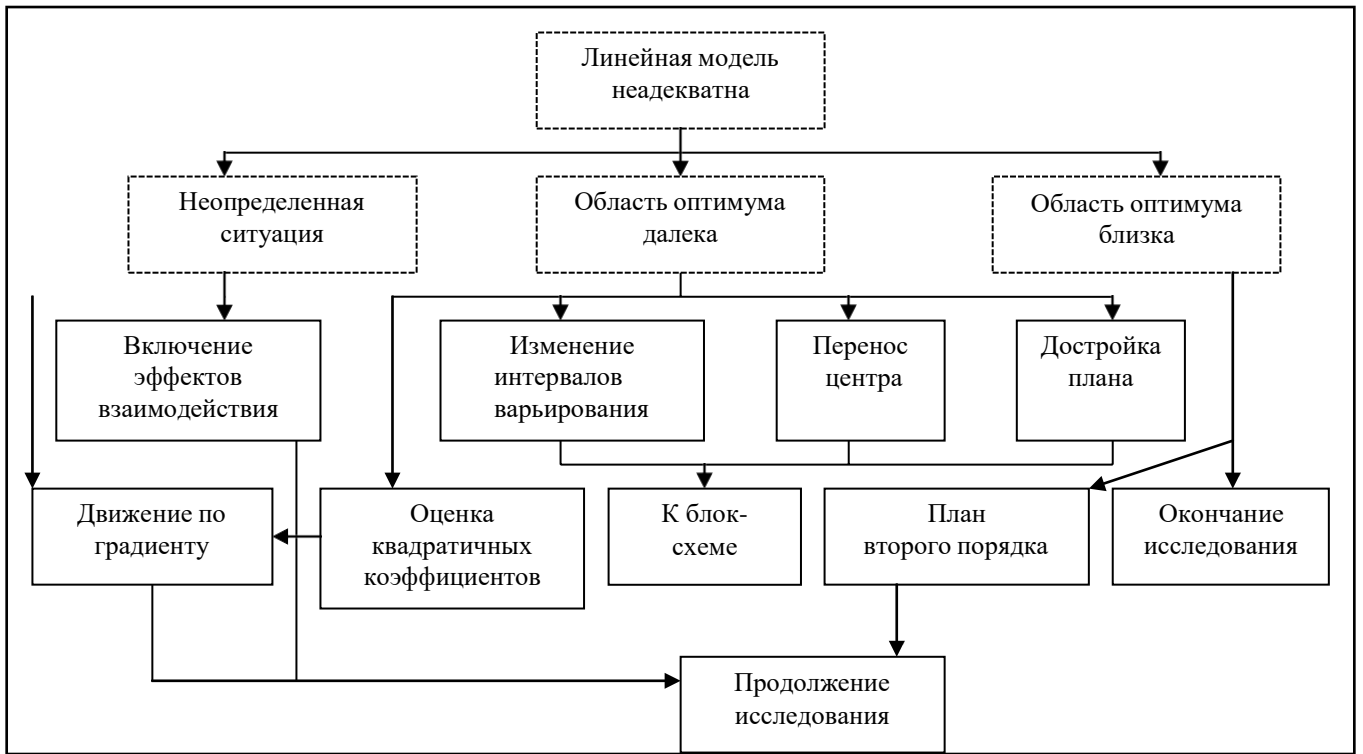 Линейная модель
неадекватна
Неопределенная
ситуация
Область оптимума
далека
Область оптимума
близка
Включение
эффектов
взаимодействия
Изменение
интервалов
варьирования
Перенос
центра
Достройка
плана
Движение по
градиенту
Оценка
квадратичных
коэффициентов
К блок-
схеме
План
второго порядка
Окончание
исследования
Продолжение
исследования